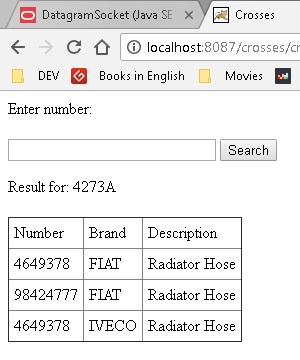 DatagramSocket (Java SE
Crosses
localhost:8087/crosses/cr
DEV
Books in English
Movies
Enter number:
Search
Result for: 4273A
Number Brand Description
4649378 FIAT Radiator Hose
98424777 FIAT Radiator Hose
4649378 IVECO Radiator Hose